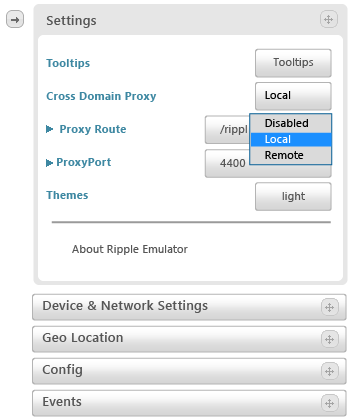 Settings
Tooltips Tooltips
Cross Domain Proxy Local
Disabled
Proxy Route /rippl
Local
Remote
ProxyPort 4400
Themes light
About Ripple Emulator
Device & Network Settings
Geo Location
Config
Events